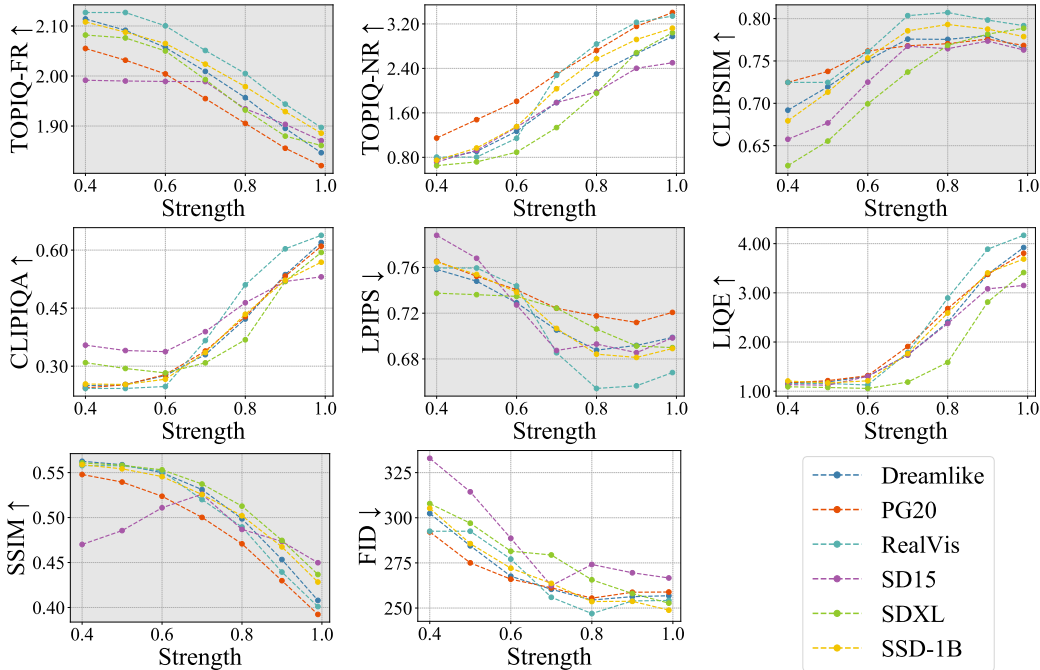 TOPIQ-FR ↑
2.10
2.00
1.90
0.4 0.6 0.8 1.0
Strength
TOPIQ-NR ↑
3.20
2.40
1.60
0.80
0.4 0.6 0.8 1.0
Strength
CLIPSIM ↑
0.80
0.75
0.70
0.65
0.4 0.6 0.8 1.0
Strength
CLIPIQA ↑
0.60
0.45
0.30
0.4 0.6 0.8 1.0
Strength
LPIPS ↓
0.76
0.72
0.68
0.4 0.6 0.8 1.0
Strength
LIQE ↑
4.00
3.00
2.00
1.00
0.4 0.6 0.8 1.0
Strength
SSIM ↑
0.55
0.50
0.45
0.40
0.4 0.6 0.8 1.0
Strength
FID ↓
325
300
275
250
0.4 0.6 0.8 1.0
Strength
Dreamlike
PG20
RealVis
SD15
SDXL
SSD-1B